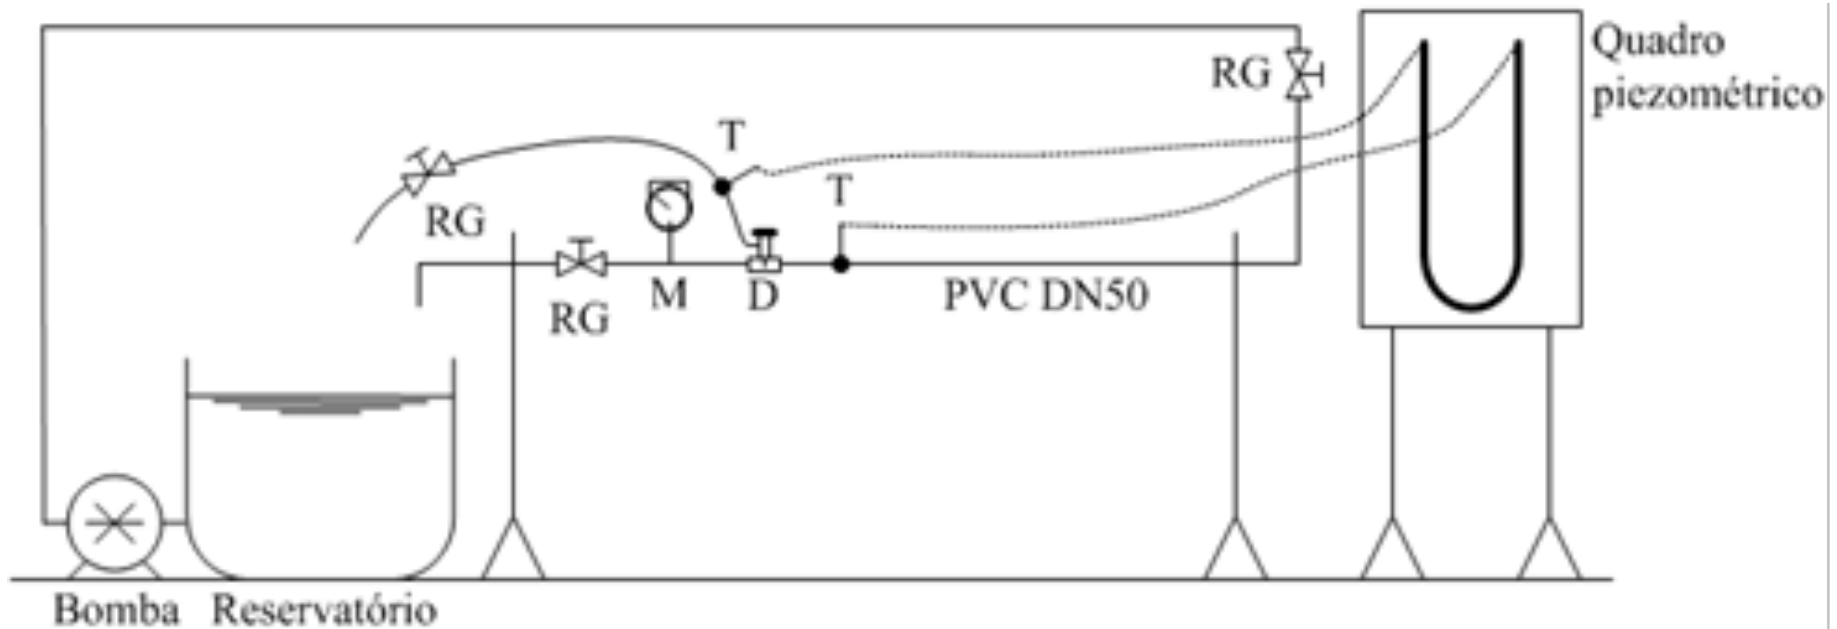 Quadro
piezométrico
RG
T
T
RG
RG
M
D
PVC DN50
Bomba
Reservatório